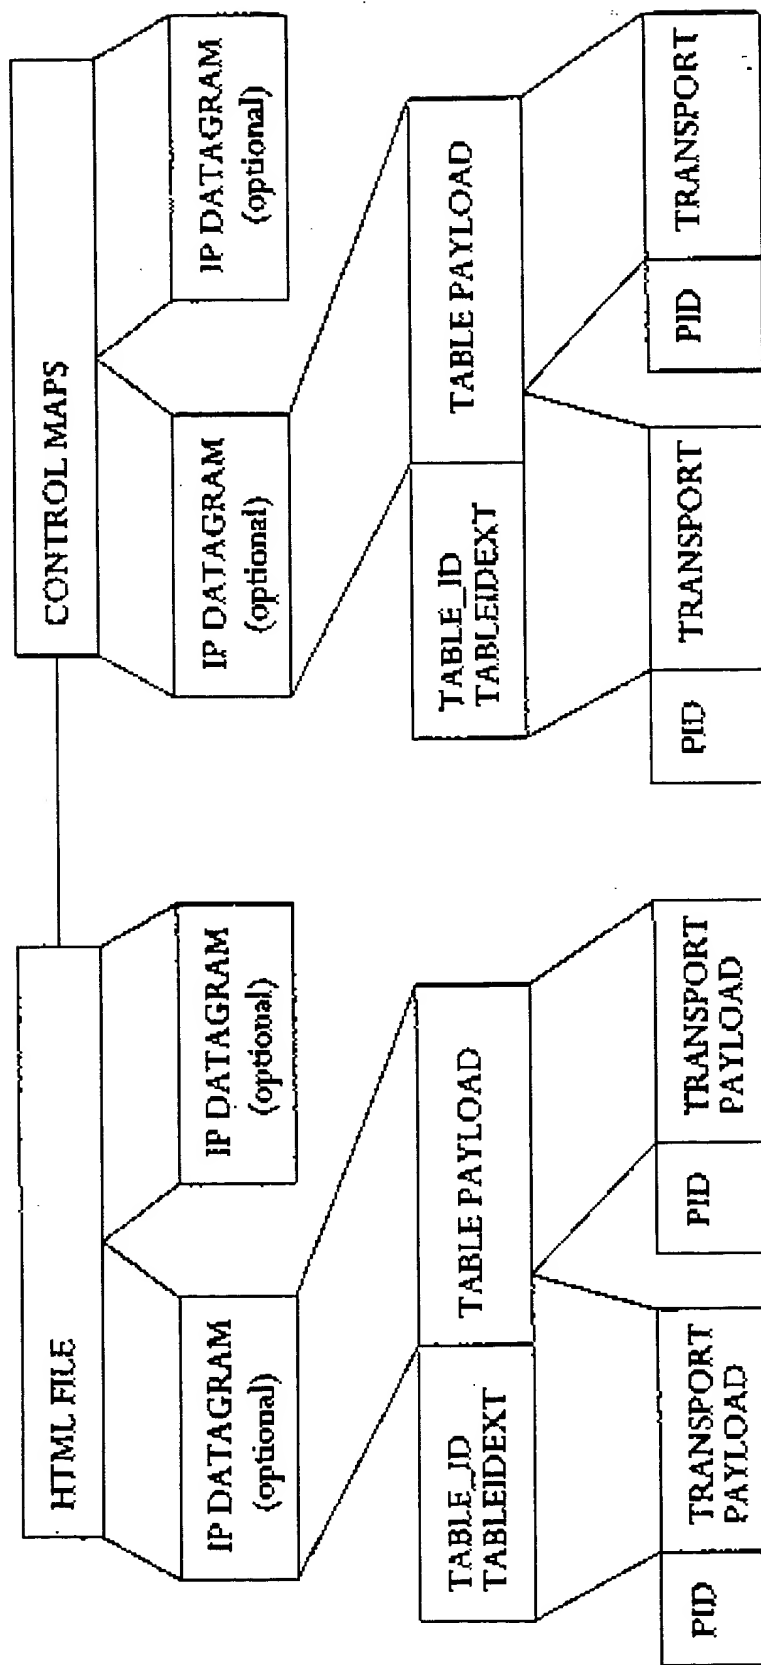 HTML FILE
CONTROL MAPS
IP DATAGRAM
(optional)
IP DATAGRAM
(optional)
IP DATAGRAM
(optional)
IP DATAGRAM
(optional)
TABLE_ID
TABLEIDEXT
TABLE PAYLOAD
TABLE_ID
TABLEIDEXT
TABLE PAYLOAD
PID
TRANSPORT
PAYLOAD
PID
TRANSPORT
PAYLOAD
PID
TRANSPORT
PID
TRANSPORT